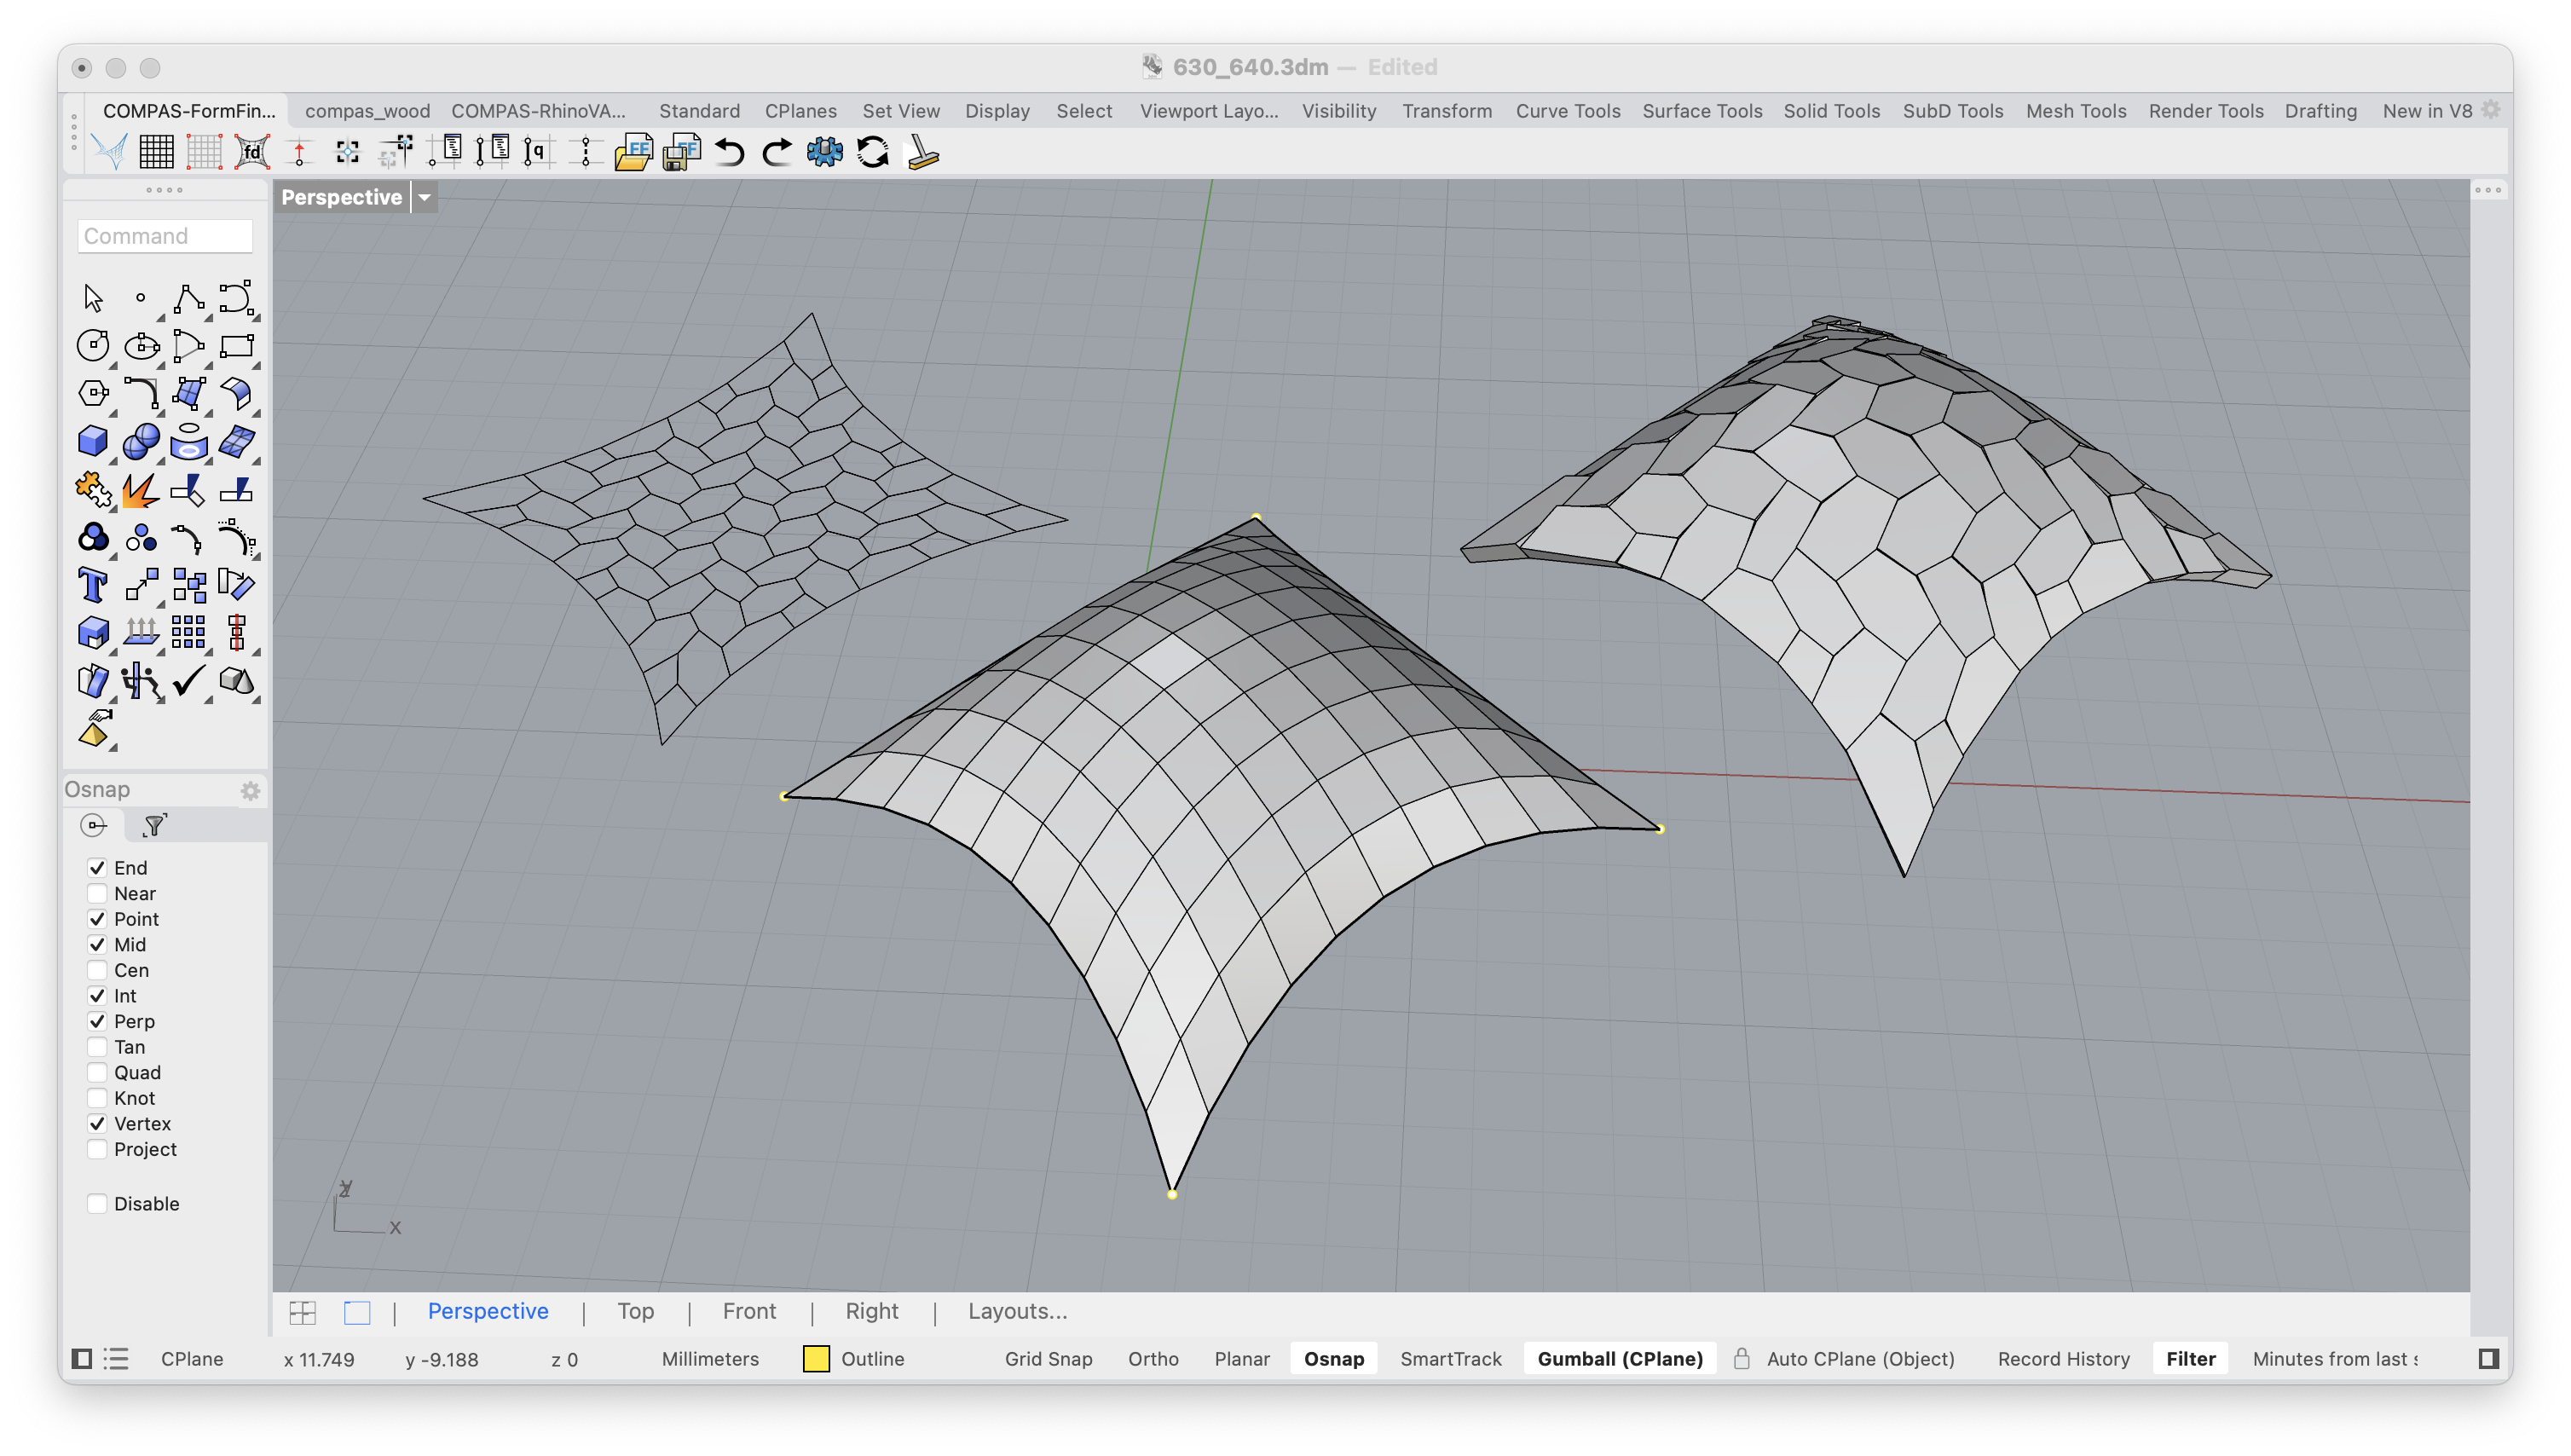 630_640.3dm — Edited
COMPAS-FormFin... compas_wood COMPAS-RhinoVA... Standard CPlanes Set View Display Select Viewport Layo... Visibility Transform Curve Tools Surface Tools Solid Tools SubD Tools Mesh Tools Render Tools Drafting New in V8
fd q FF FF
Perspective
Command
T
Osnap
End
Near
Point
Mid
Cen
Int
Perp
Tan
Quad
Knot
Vertex
Project
Disable
x
Perspective | Top | Front | Right | Layouts...
CPlane x 11.749 y -9.188 z 0 Millimeters Outline Grid Snap Ortho Planar Osnap SmartTrack Gumball (CPlane) Auto CPlane (Object) Record History Filter Minutes from last